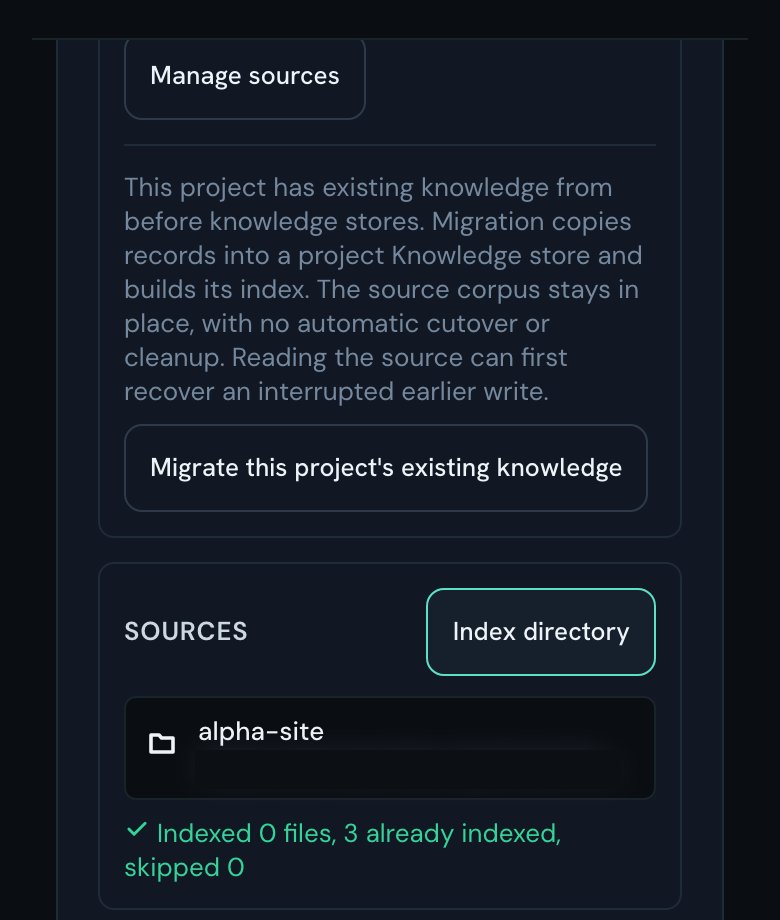 Manage sources
This project has existing knowledge from
before knowledge stores. Migration copies
records into a project Knowledge store and
builds its index. The source corpus stays in
place, with no automatic cutover or
cleanup. Reading the source can first
recover an interrupted earlier write.
Migrate this project's existing knowledge
SOURCES
Index directory
alpha-site
✓ Indexed 0 files, 3 already indexed,
skipped 0